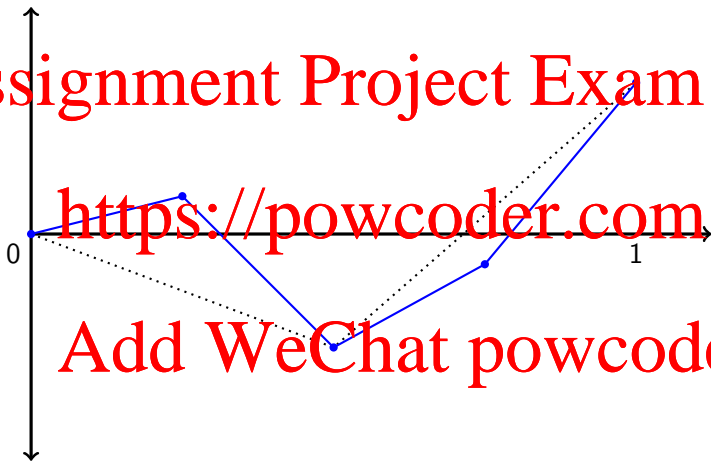 ssignment Project Exam
https://powcoder.com
0
1
Add WeChat powcode